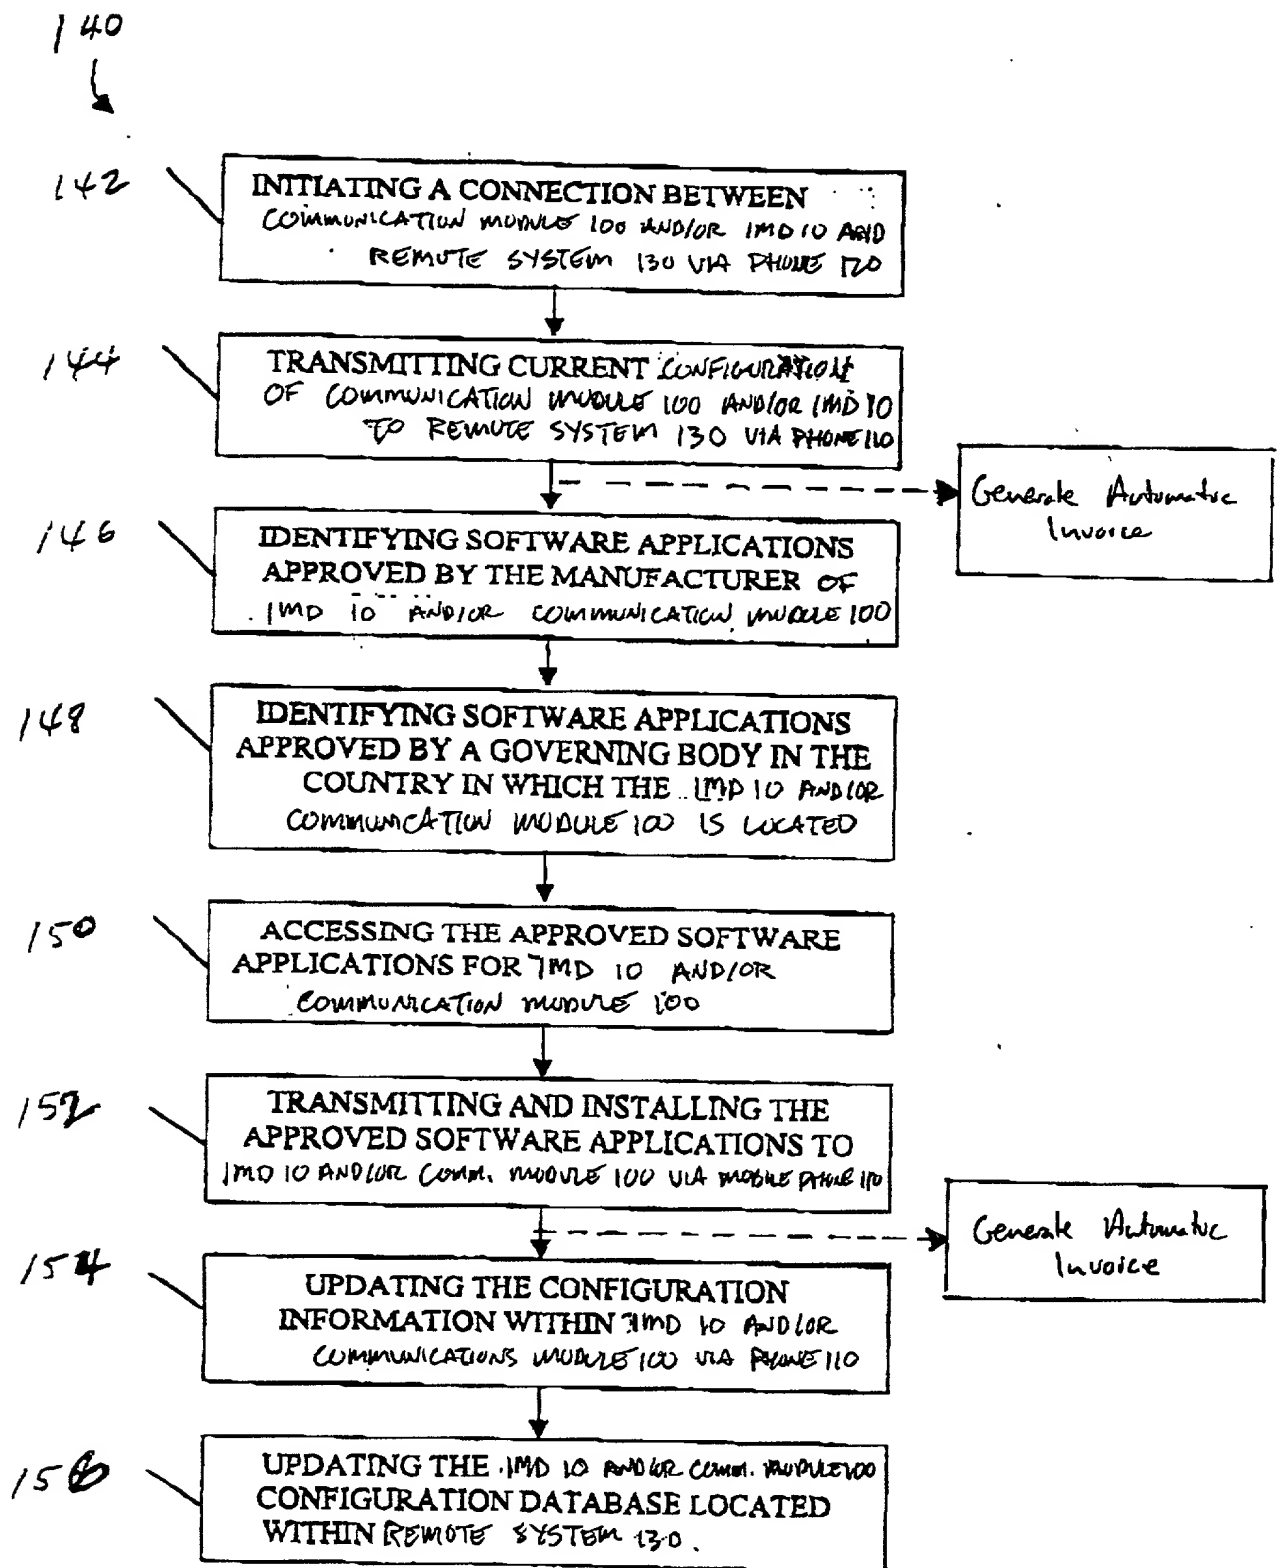 140
142
INITIATING A CONNECTION BETWEEN
COMMUNICATION MODULE 100 AND/OR IMD 10 AND
REMOTE SYSTEM 130 VIA PHONE 120
144
TRANSMITTING CURRENT CONFIGURATION
OF COMMUNICATION MODULE 100 AND/OR IMD 10
TO REMOTE SYSTEM 130 VIA PHONE 110
Generate Automatic
Invoice
146
IDENTIFYING SOFTWARE APPLICATIONS
APPROVED BY THE MANUFACTURER OF
IMD 10 AND/OR COMMUNICATION MODULE 100
148
IDENTIFYING SOFTWARE APPLICATIONS
APPROVED BY A GOVERNING BODY IN THE
COUNTRY IN WHICH THE IMD 10 AND/OR
COMMUNICATION MODULE 100 IS LOCATED
150
ACCESSING THE APPROVED SOFTWARE
APPLICATIONS FOR IMD 10 AND/OR
COMMUNICATION MODULE 100
152
TRANSMITTING AND INSTALLING THE
APPROVED SOFTWARE APPLICATIONS TO
IMD 10 AND/OR COMM. MODULE 100 VIA MOBILE PHONE 110
Generate Automatic
Invoice
154
UPDATING THE CONFIGURATION
INFORMATION WITHIN IMD 10 AND/OR
COMMUNICATIONS MODULE 100 VIA PHONE 110
156
UPDATING THE IMD 10 AND/OR COMM. MODULE 100
CONFIGURATION DATABASE LOCATED
WITHIN REMOTE SYSTEM 130.